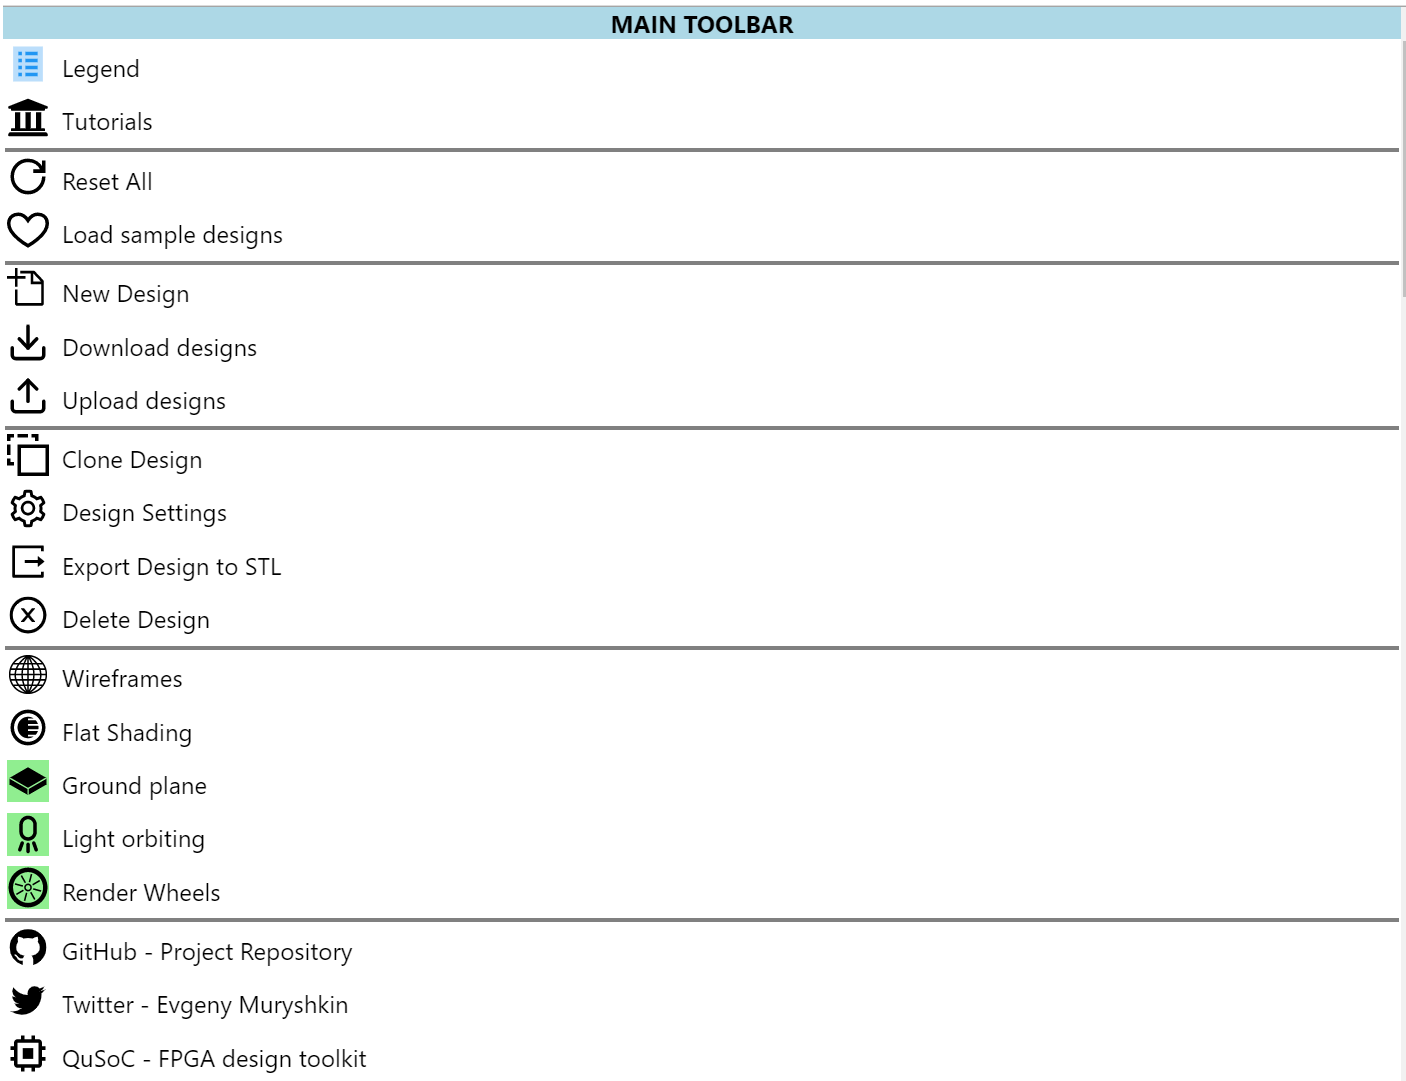 MAIN TOOLBAR
Legend
Tutorials
Reset All
Load sample designs
New Design
Download designs
Upload designs
Clone Design
Design Settings
Export Design to STL
Delete Design
Wireframes
Flat Shading
Ground plane
Light orbiting
Render Wheels
GitHub - Project Repository
Twitter - Evgeny Muryshkin
QuSoC - FPGA design toolkit